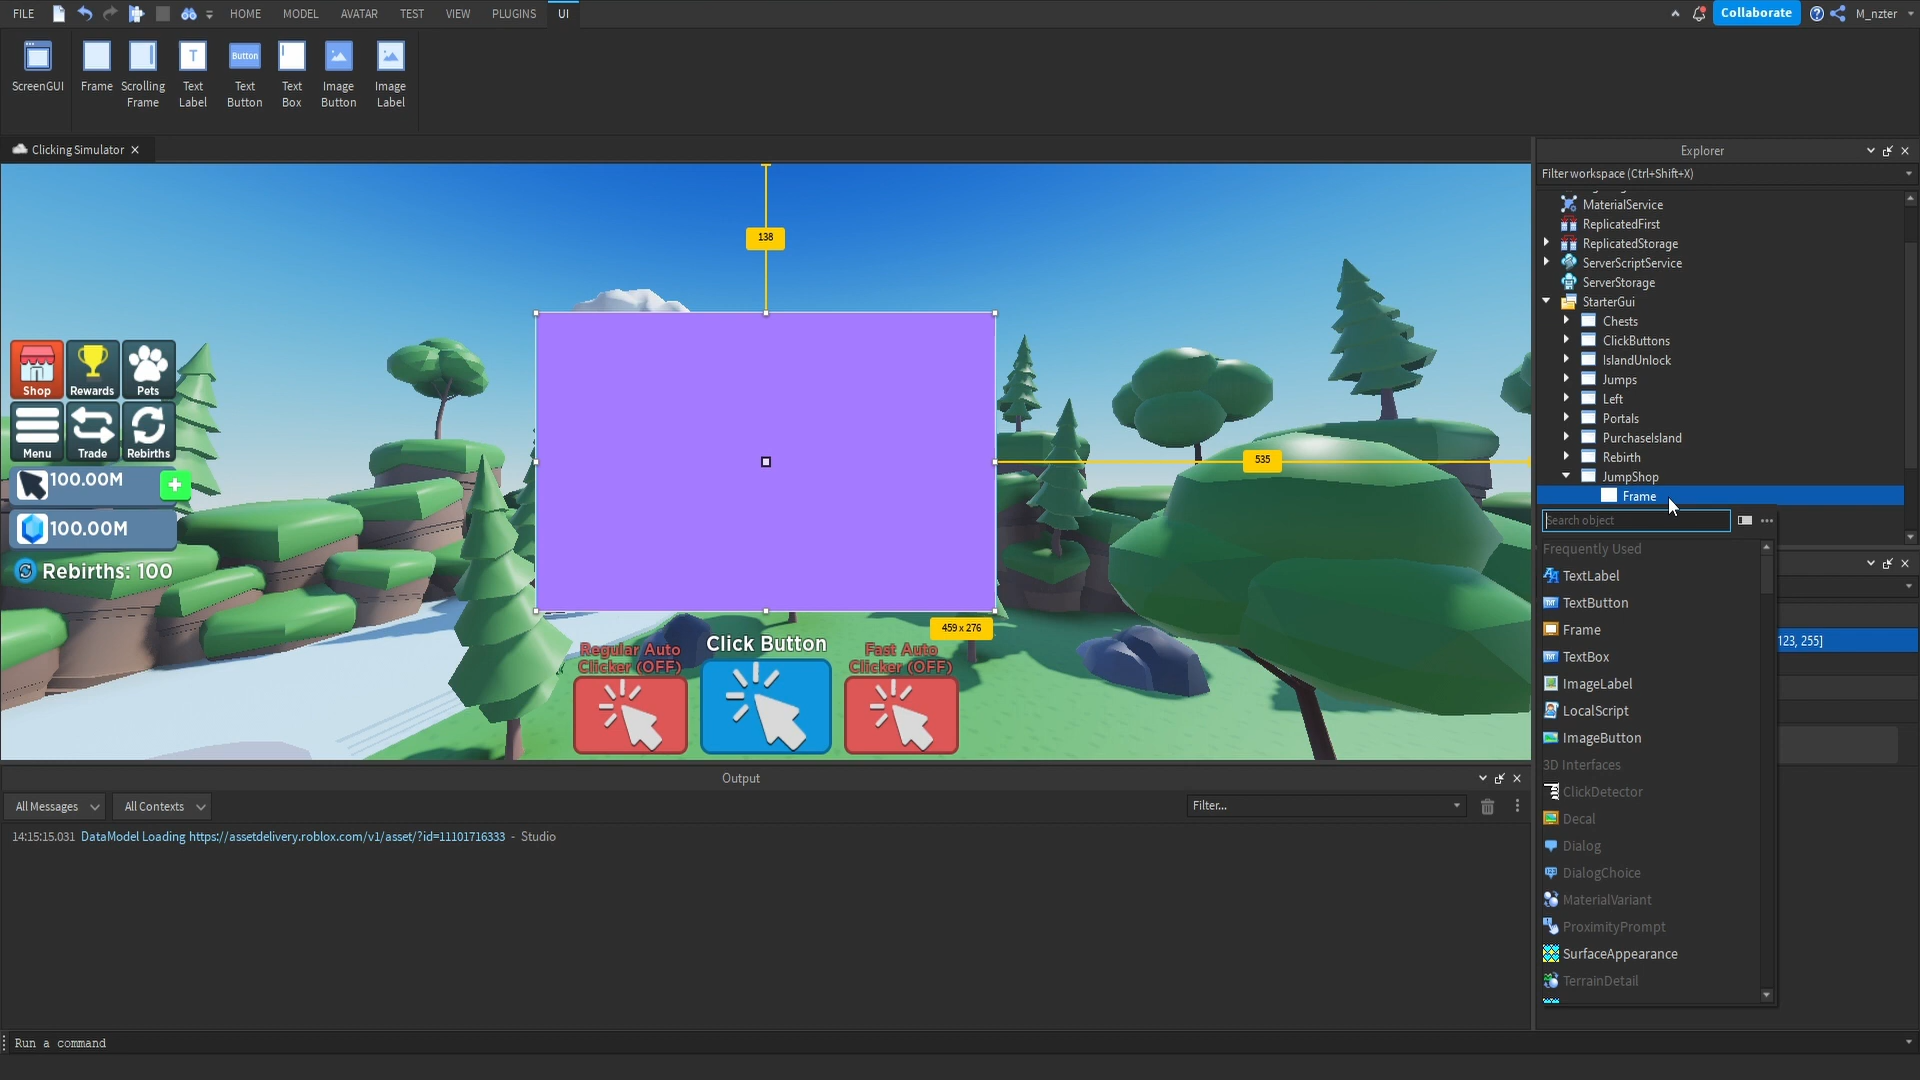 FILE
HOME
MODEL
AVATAR
TEST
VIEW
PLUGINS
UI
Collaborate
M_nzter
ScreenGUI
Frame
Scrolling
Frame
Text
Label
Button
Text
Button
Text
Box
Image
Button
Image
Label
Clicking Simulator
138
535
459 x 276
Shop
Rewards
Pets
Menu
Trade
Rebirths
100.00M
100.00M
Rebirths: 100
Regular Auto
Clicker (OFF)
Click Button
Fast Auto
Clicker (OFF)
Explorer
Filter workspace (Ctrl+Shift+X)
MaterialService
ReplicatedFirst
ReplicatedStorage
ServerScriptService
ServerStorage
StarterGui
Chests
ClickButtons
IslandUnlock
Jumps
Left
Portals
PurchaseIsland
Rebirth
JumpShop
Frame
Search object
Frequently Used
TextLabel
TextButton
Frame
TextBox
ImageLabel
LocalScript
ImageButton
3D Interfaces
ClickDetector
Decal
Dialog
DialogChoice
MaterialVariant
ProximityPrompt
SurfaceAppearance
TerrainDetail
123, 255]
Output
All Messages
All Contexts
Filter...
14:15:15.031 DataModel Loading https://assetdelivery.roblox.com/v1/asset/?id=11101716333 - Studio
Run a command